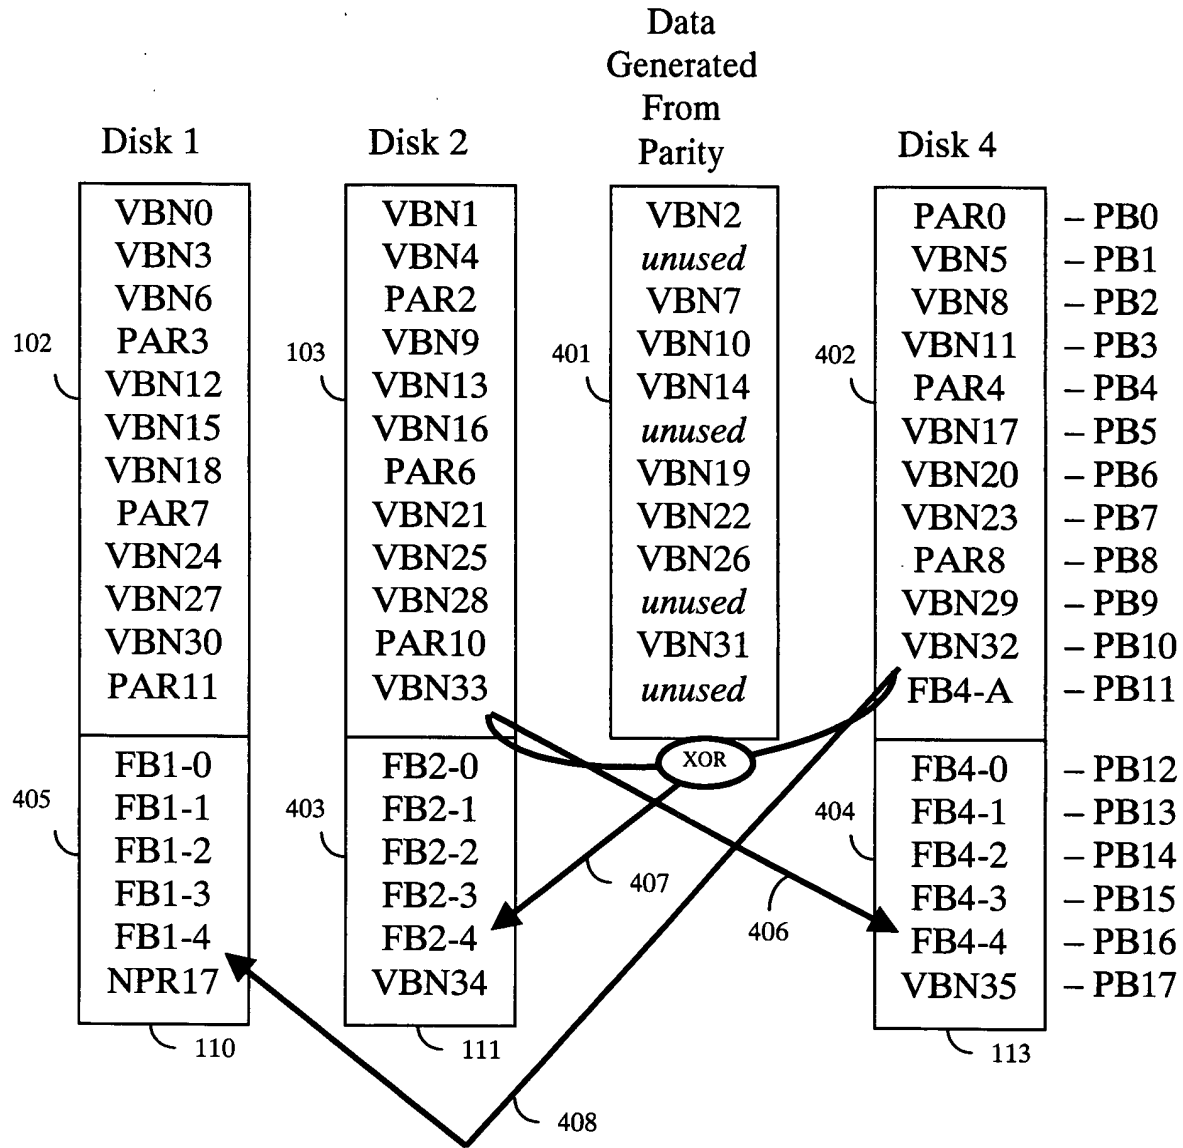 Data
Generated
From
Parity
Disk 1
Disk 2
Disk 4
VBN0 VBN1 VBN2 PAR0 – PB0
VBN3 VBN4 unused VBN5 – PB1
VBN6 PAR2 VBN7 VBN8 – PB2
102 PAR3 103 VBN9 401 VBN10 402 VBN11 – PB3
VBN12 VBN13 VBN14 PAR4 – PB4
VBN15 VBN16 unused VBN17 – PB5
VBN18 PAR6 VBN19 VBN20 – PB6
PAR7 VBN21 VBN22 VBN23 – PB7
VBN24 VBN25 VBN26 PAR8 – PB8
VBN27 VBN28 unused VBN29 – PB9
VBN30 PAR10 VBN31 VBN32 – PB10
PAR11 VBN33 unused FB4-A – PB11
FB1-0 FB2-0 XOR FB4-0 – PB12
405 FB1-1 403 FB2-1 404 FB4-1 – PB13
FB1-2 FB2-2 FB4-2 – PB14
FB1-3 FB2-3 407 FB4-3 – PB15
FB1-4 FB2-4 406 FB4-4 – PB16
NPR17 VBN34 VBN35 – PB17
110 111 113
408